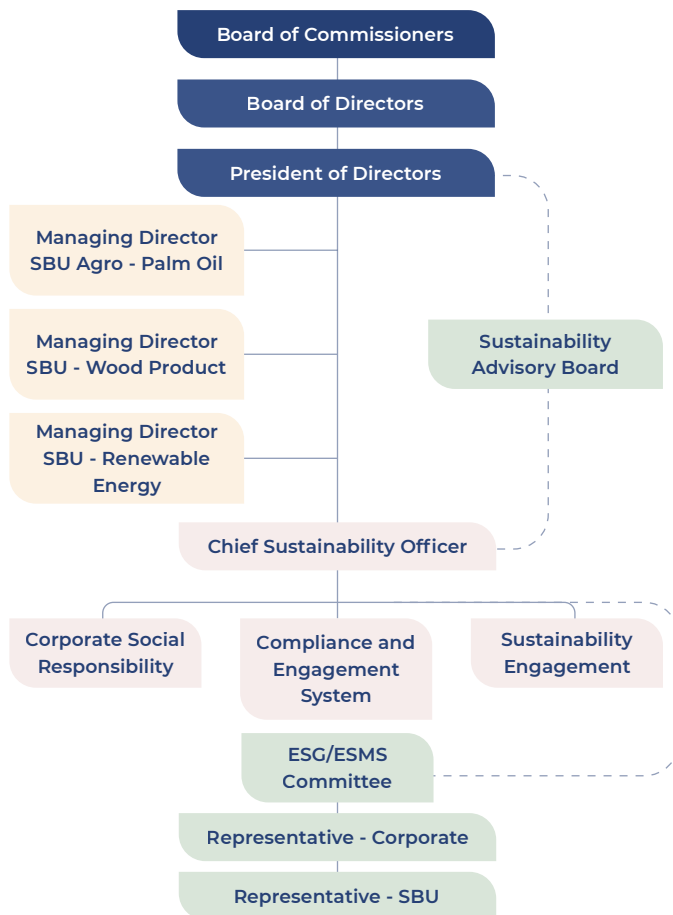 Board of Commissioners
Board of Directors
President of Directors
Managing Director
SBU Agro - Palm Oil
Managing Director
SBU - Wood Product
Sustainability
Advisory Board
Managing Director
SBU - Renewable
Energy
Chief Sustainability Officer
Corporate Social
Responsibility
Compliance and
Engagement
System
Sustainability
Engagement
ESG/ESMS
Committee
Representative - Corporate
Representative - SBU